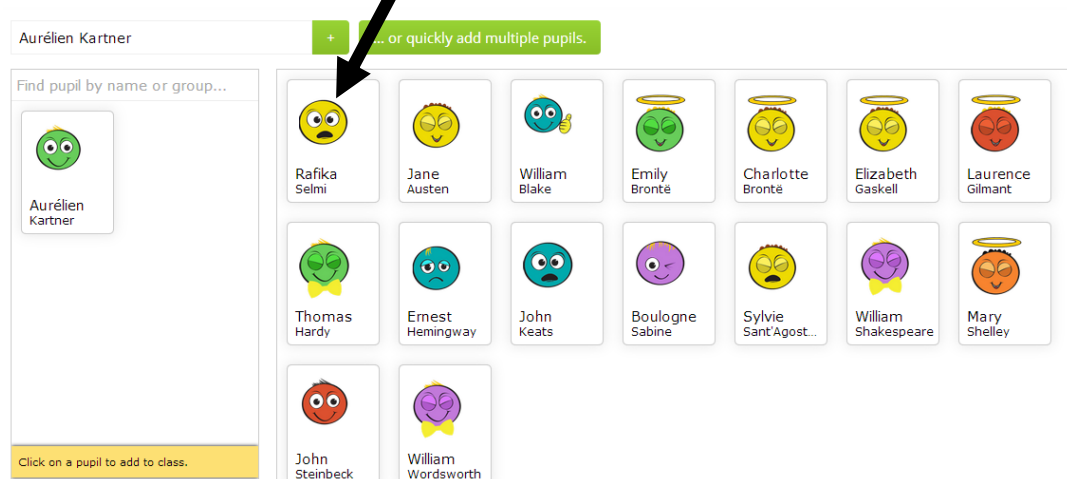 Aurélien Kartner
+
... or quickly add multiple pupils.
Find pupil by name or group...
Aurélien
Kartner
Click on a pupil to add to class.
Rafika
Selmi
Jane
Austen
William
Blake
Emily
Brontë
Charlotte
Brontë
Elizabeth
Gaskell
Laurence
Gilmant
Thomas
Hardy
Ernest
Hemingway
John
Keats
Boulogne
Sabine
Sylvie
Sant'Agost...
William
Shakespeare
Mary
Shelley
John
Steinbeck
William
Wordsworth